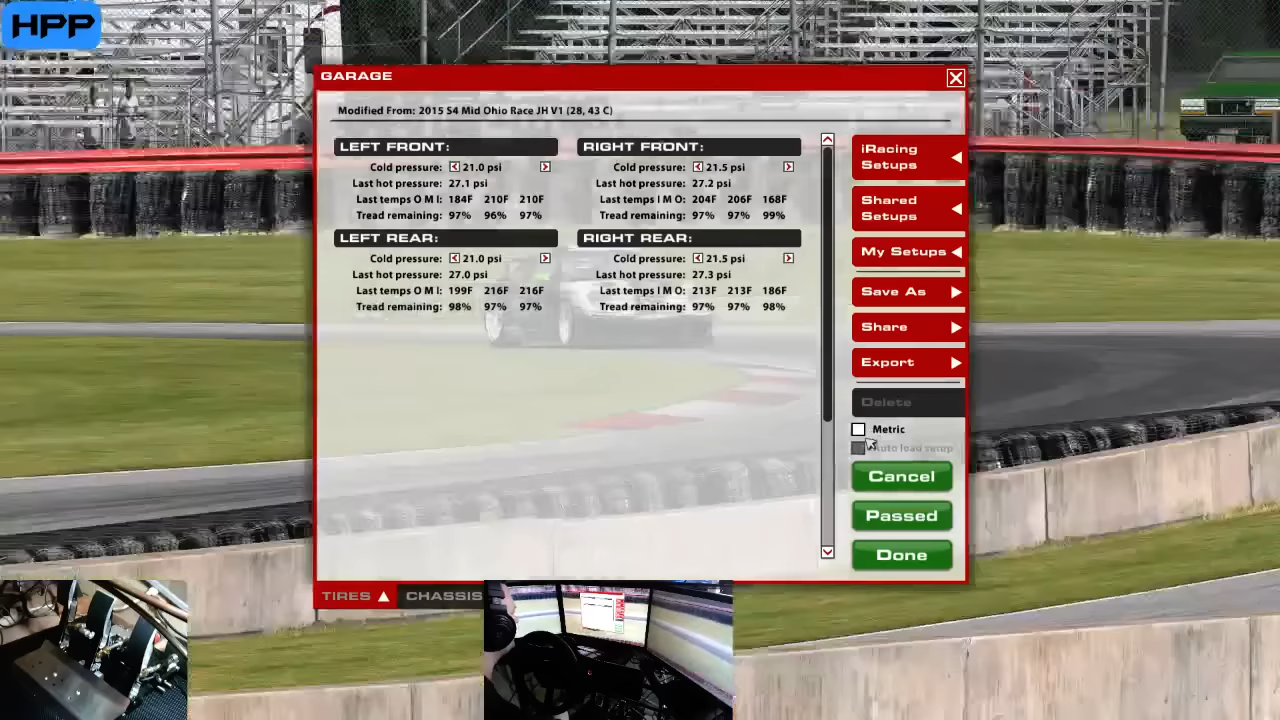 HPP
GARAGE
Modified From: 2015 S4 Mid Ohio Race JH V1 (28, 43 C)
LEFT FRONT:
Cold pressure: 21.0 psi
Last hot pressure: 27.1 psi
Last temps O M I: 184F 210F 210F
Tread remaining: 97% 96% 97%
RIGHT FRONT:
Cold pressure: 21.5 psi
Last hot pressure: 27.2 psi
Last temps I M O: 204F 206F 168F
Tread remaining: 97% 97% 99%
LEFT REAR:
Cold pressure: 21.0 psi
Last hot pressure: 27.0 psi
Last temps O M I: 199F 216F 216F
Tread remaining: 98% 97% 97%
RIGHT REAR:
Cold pressure: 21.5 psi
Last hot pressure: 27.3 psi
Last temps I M O: 213F 213F 186F
Tread remaining: 97% 97% 98%
iRacing
Setups
Shared
Setups
My Setups
Save As
Share
Export
Delete
Metric
Auto load setup
Cancel
Passed
Done
TIRES
CHASSIS